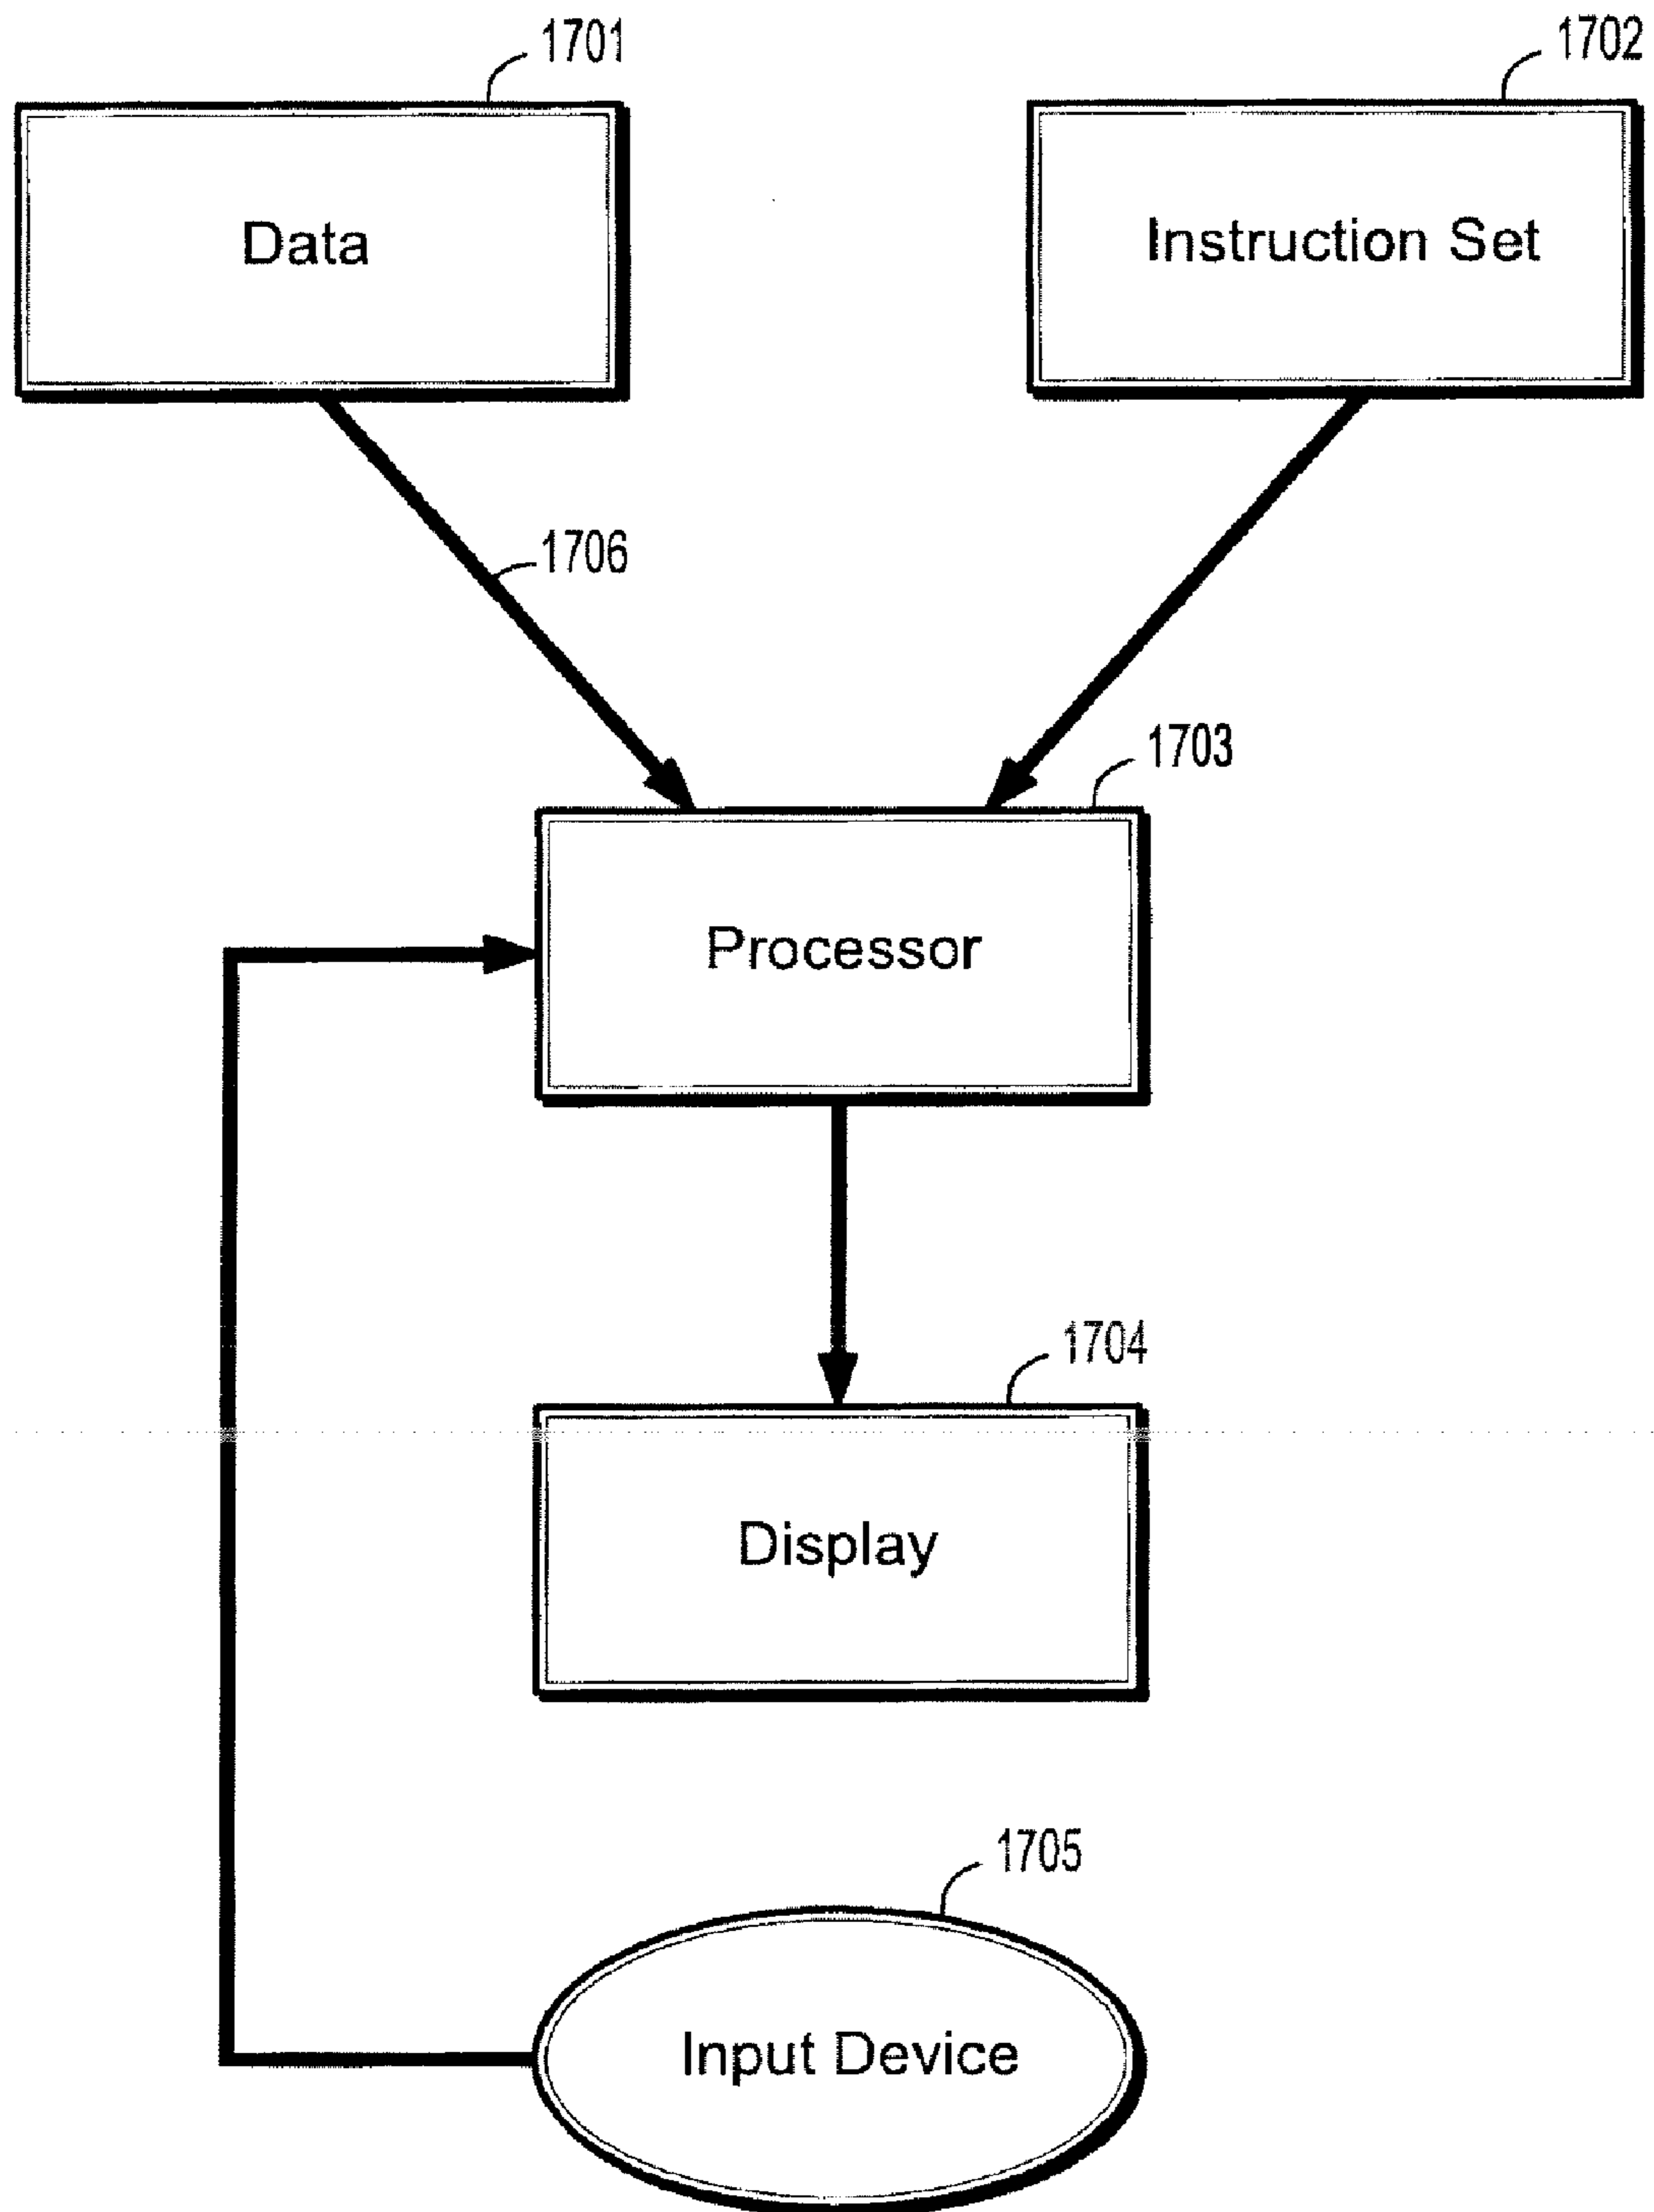 1701
1702
Data
Instruction Set
1706
1703
Processor
1704
Display
1705
Input Device